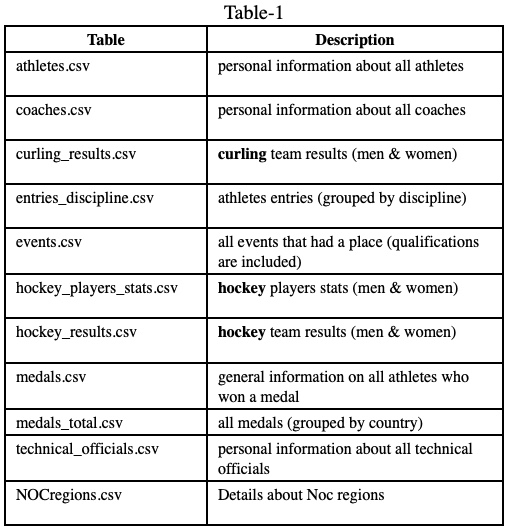 Table-1
Table Description
athletes.csv personal information about all athletes
coaches.csv personal information about all coaches
curling_results.csv curling team results (men & women)
entries_discipline.csv athletes entries (grouped by discipline)
events.csv all events that had a place (qualifications
are included)
hockey_players_stats.csv hockey players stats (men & women)
hockey_results.csv hockey team results (men & women)
medals.csv general information on all athletes who
won a medal
medals_total.csv all medals (grouped by country)
technical_officials.csv personal information about all technical
officials
NOCregions.csv Details about Noc regions